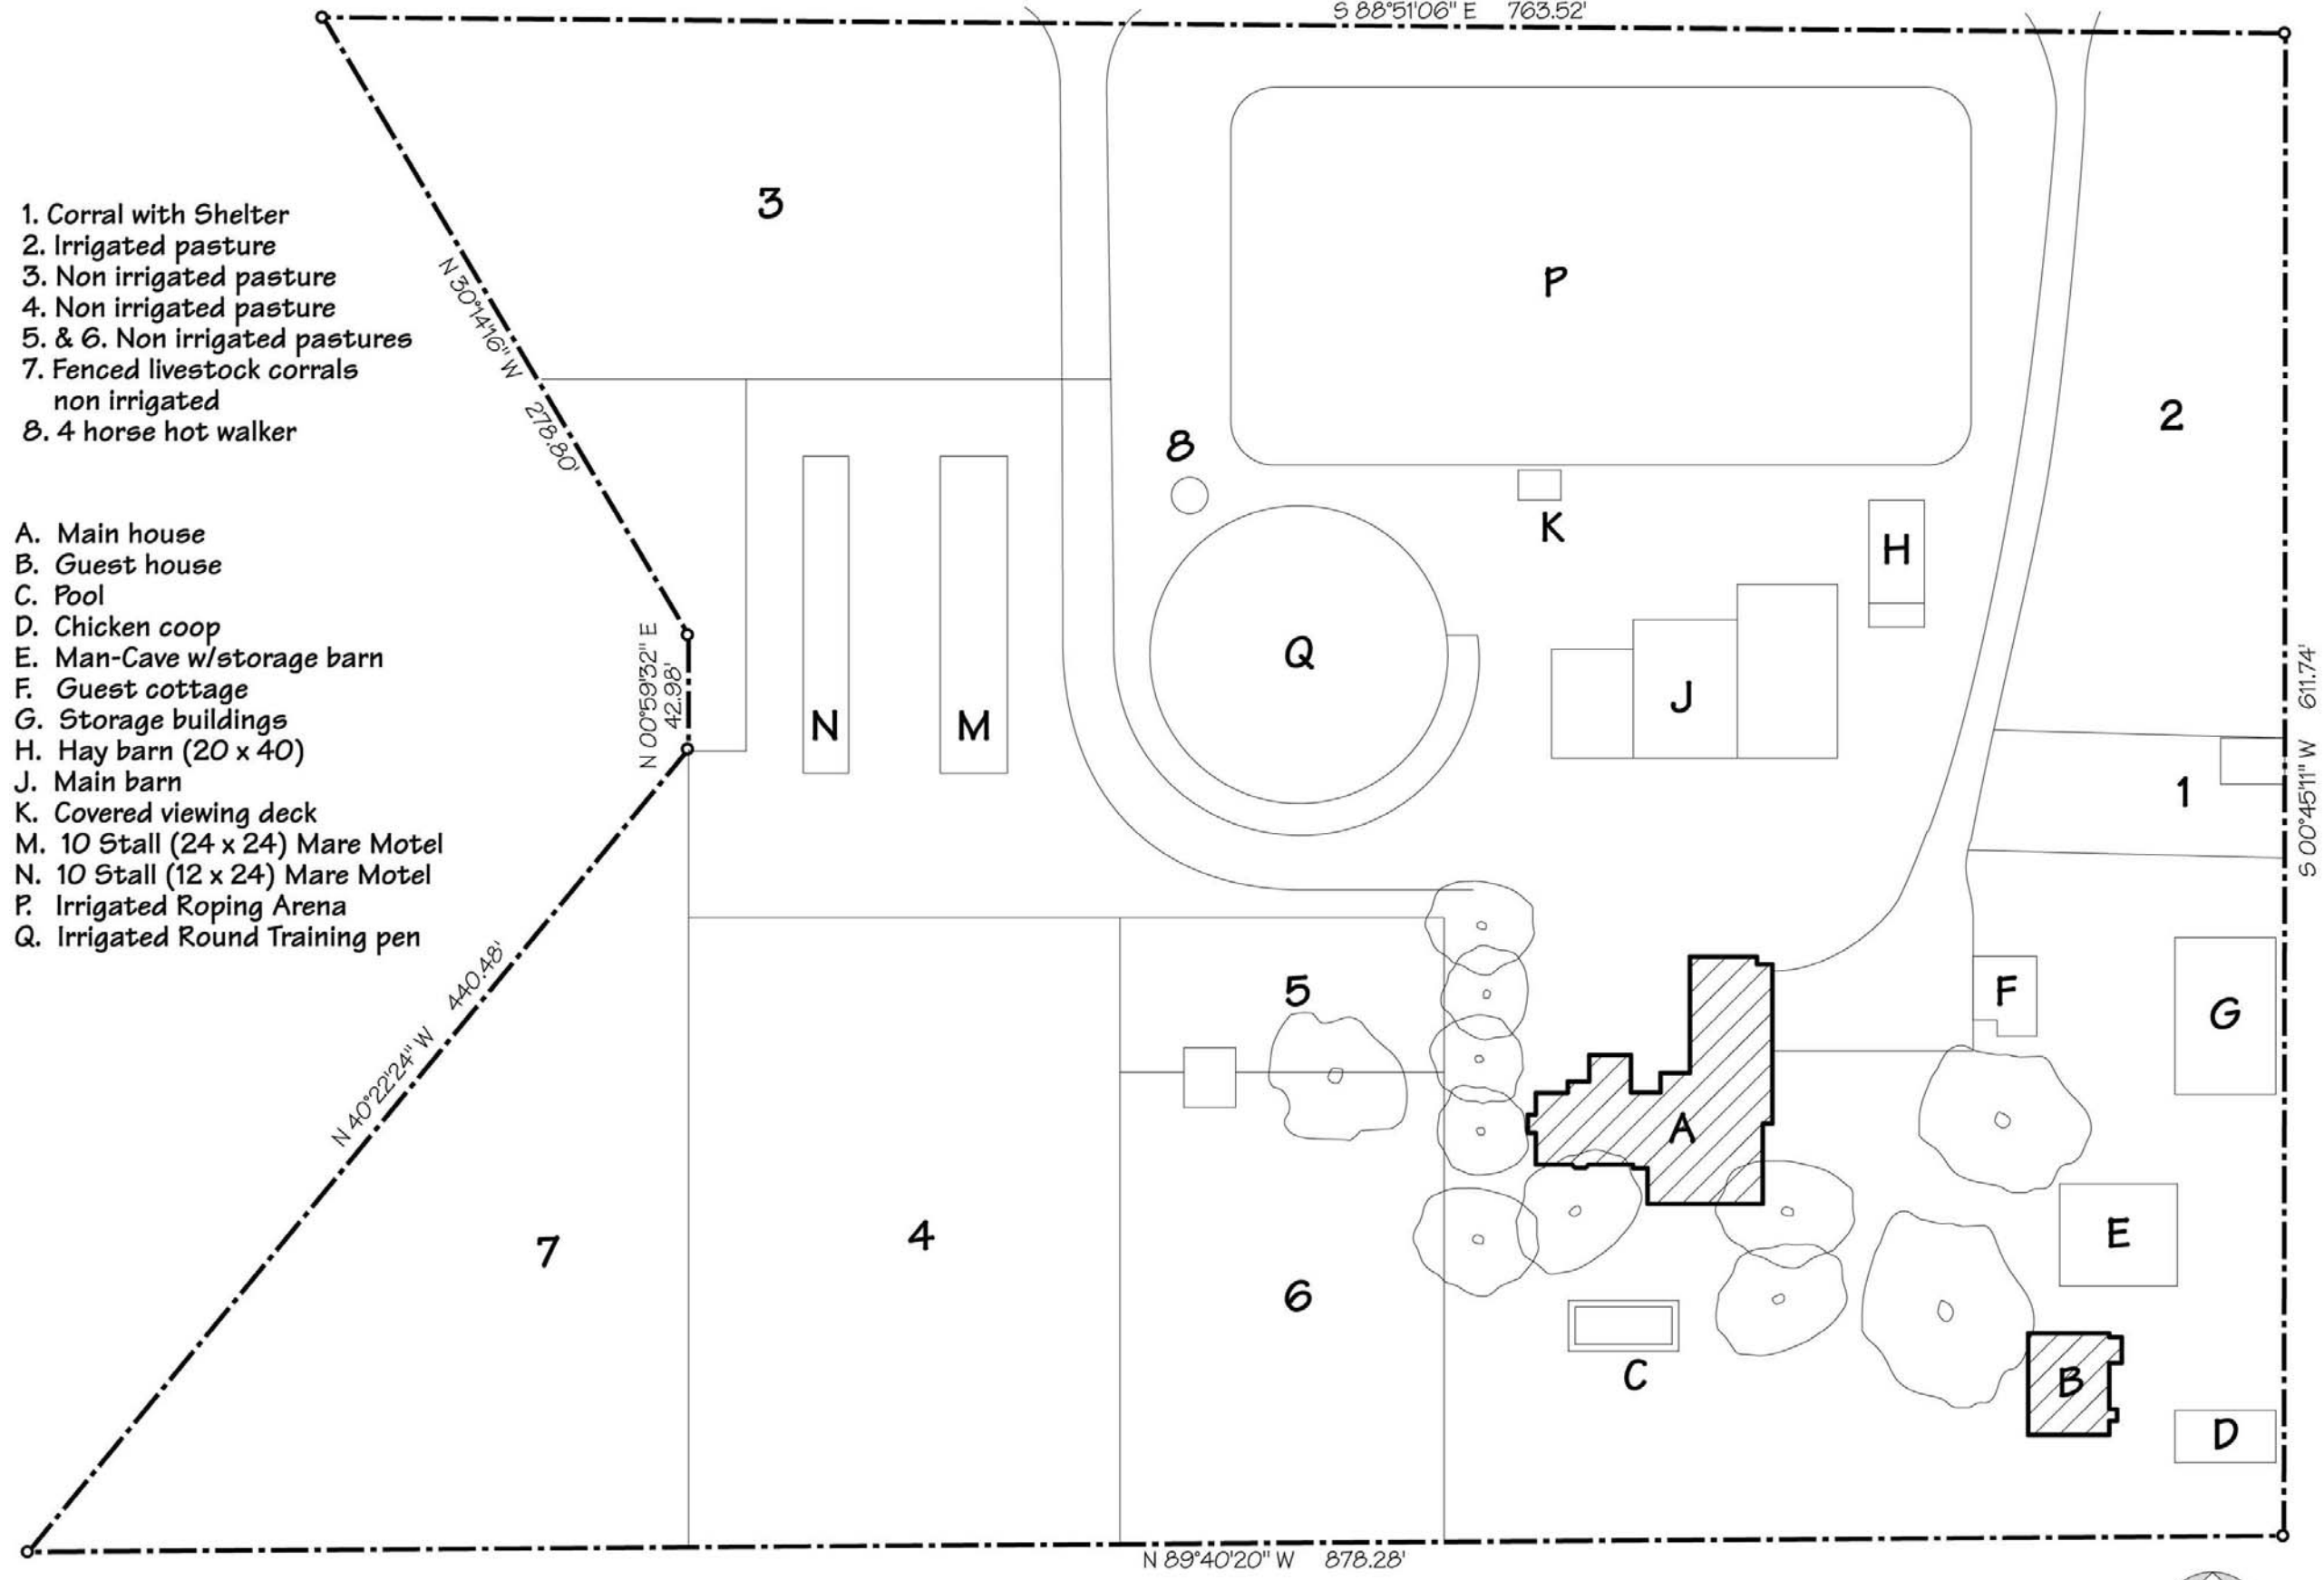 S 88°51'06" E 763.52'
1. Corral with Shelter
2. Irrigated pasture
3. Non irrigated pasture
4. Non irrigated pasture
5. & 6. Non irrigated pastures
7. Fenced livestock corrals
non irrigated
8. 4 horse hot walker
A. Main house
B. Guest house
C. Pool
D. Chicken coop
E. Man-Cave w/storage barn
F. Guest cottage
G. Storage buildings
H. Hay barn (20 x 40)
J. Main barn
K. Covered viewing deck
M. 10 Stall (24 x 24) Mare Motel
N. 10 Stall (12 x 24) Mare Motel
P. Irrigated Roping Arena
Q. Irrigated Round Training pen
N 30°14'16" W 278.80'
N 00°59'32" E
42.98'
N 40°22'24" W 440.48'
3
P
2
8
K
H
Q
J
N
M
1
S 00°45'11" W 611.74'
5
F
G
A
7
4
6
E
C
B
D
N 89°40'20" W 878.28'